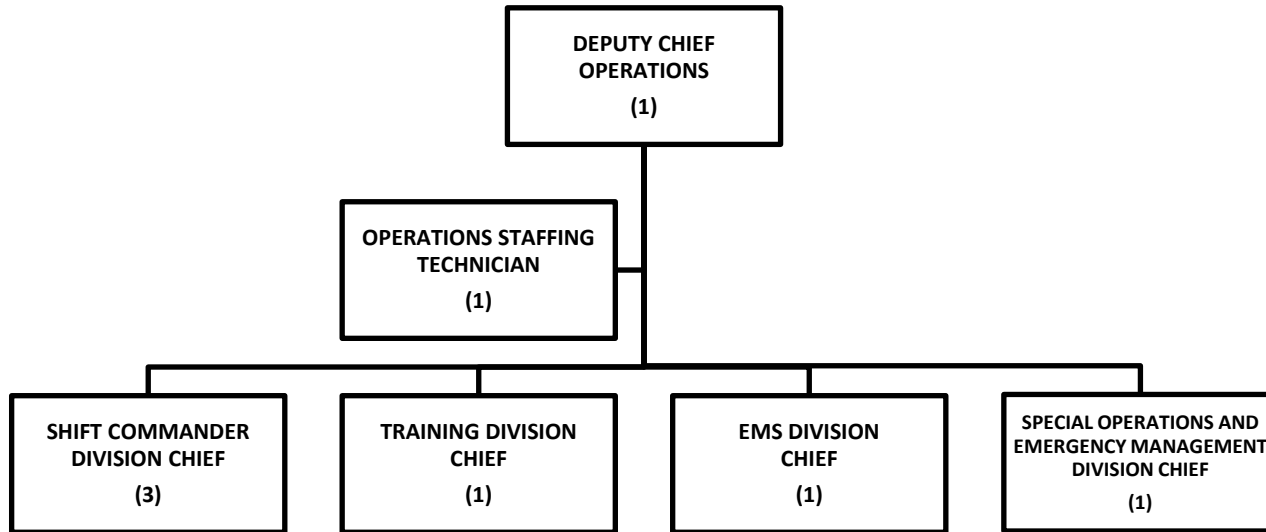 DEPUTY CHIEF
OPERATIONS
(1)
OPERATIONS STAFFING
TECHNICIAN
(1)
SHIFT COMMANDER
DIVISION CHIEF
(3)
TRAINING DIVISION
CHIEF
(1)
EMS DIVISION
CHIEF
(1)
SPECIAL OPERATIONS AND
EMERGENCY MANAGEMENT
DIVISION CHIEF
(1)